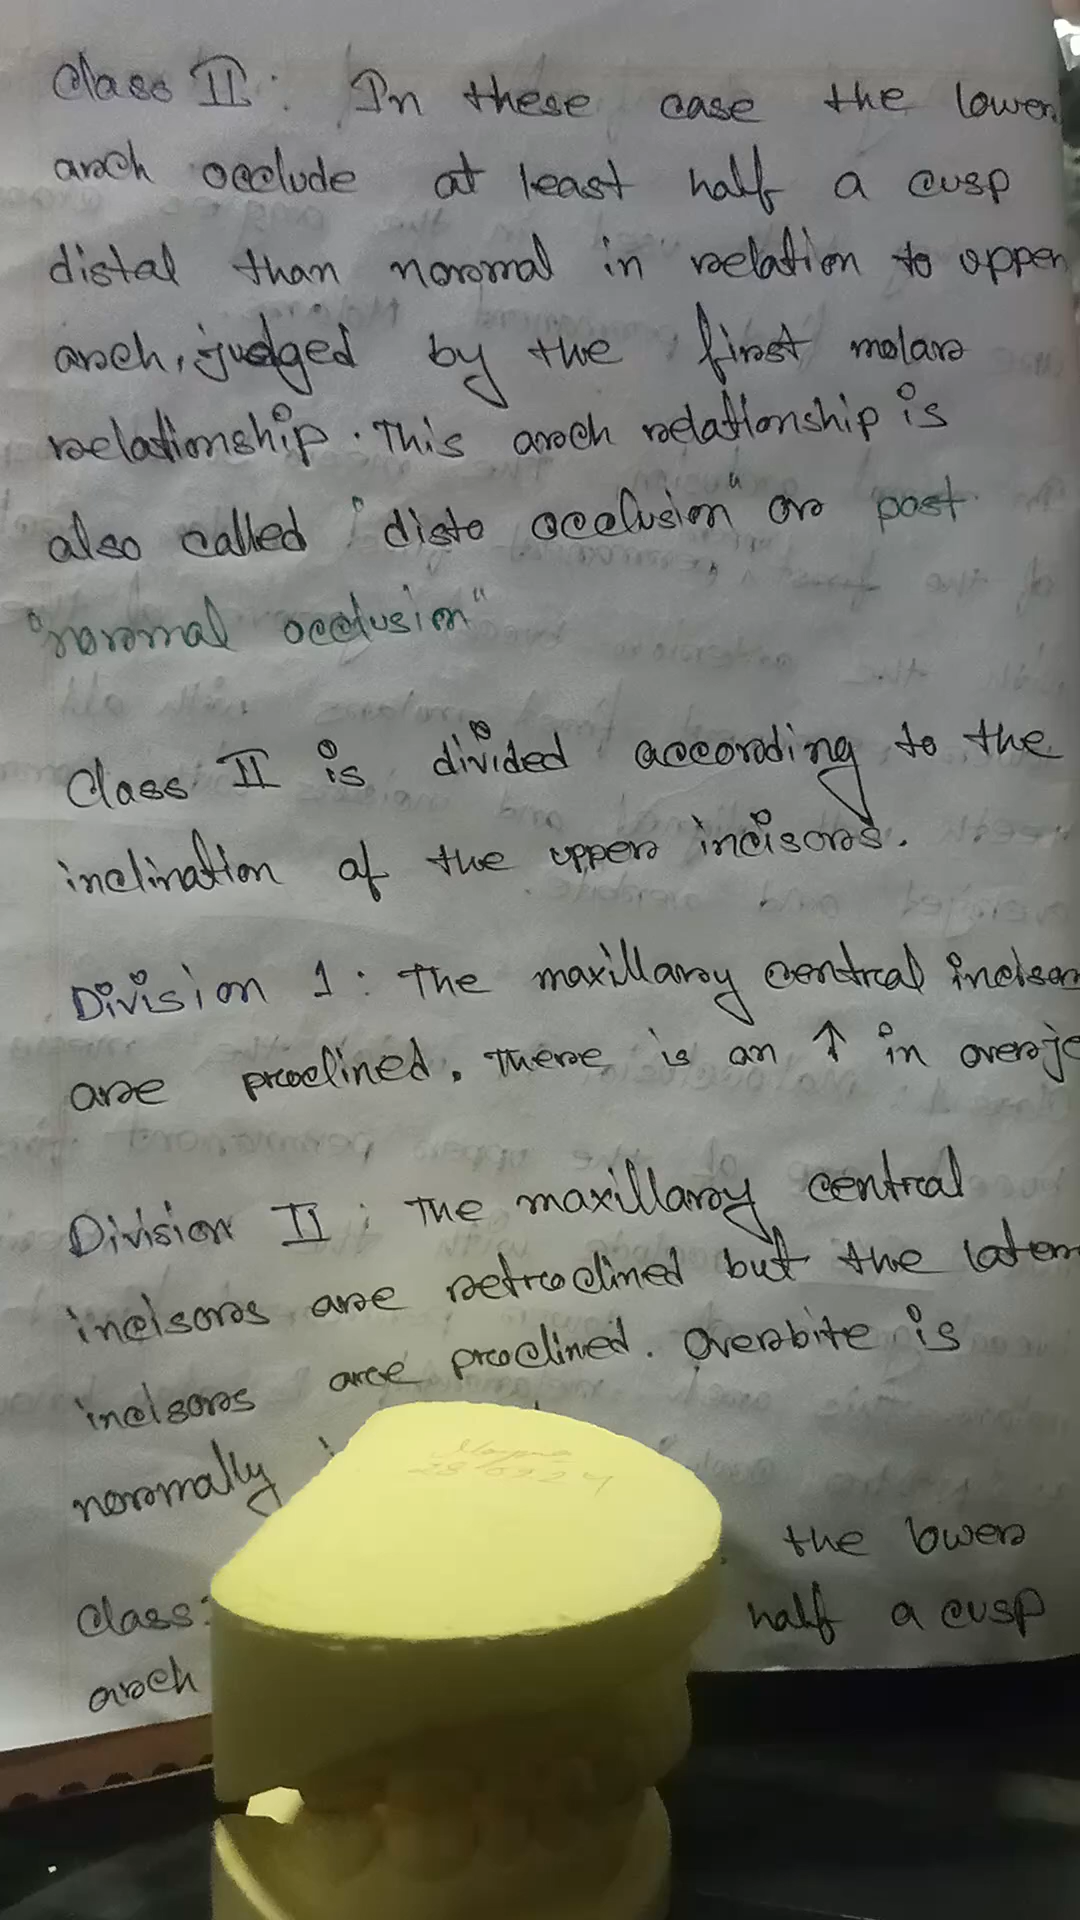 Class II : In these case the lower
arch occlude at least half a cusp
distal than normal in relation to upper
arch, judged by the first molar
relationship. This arch relationship is
also called "disto occlusion" or post
"normal occlusion"
Class II is divided according to the
inclination of the upper incisors.
Division 1 : The maxillary central incisor
are proclined. There is an ↑ in overje
Division II : The maxillary central
incisors are retroclined but the later
incisors are proclined. Overbite is
normally
the lower
Class half a cusp
arch